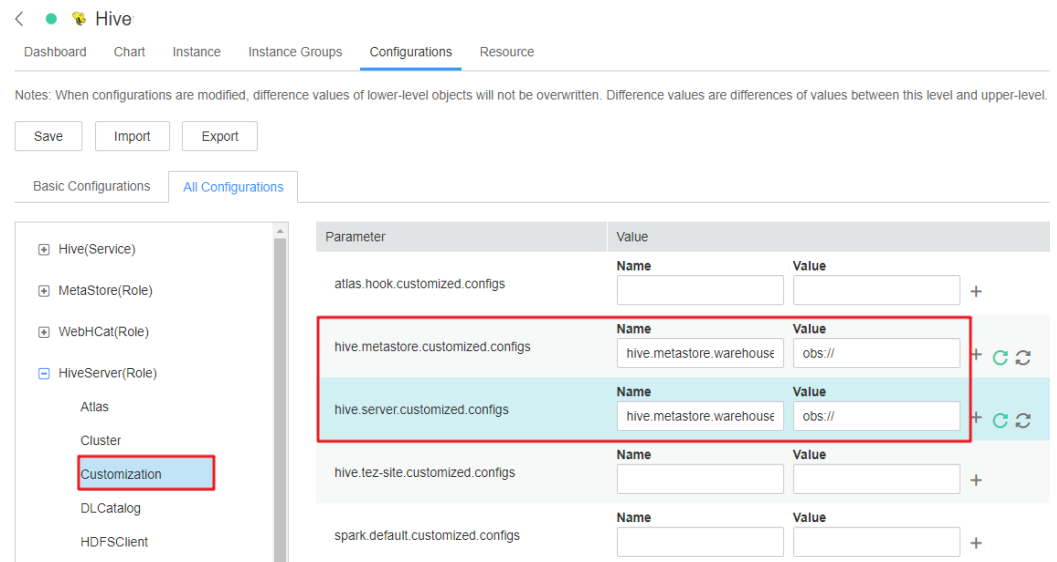 Hive
Dashboard Chart Instance Instance Groups Configurations Resource
Notes: When configurations are modified, difference values of lower-level objects will not be overwritten. Difference values are differences of values between this level and upper-level.
Save Import Export
Basic Configurations All Configurations
Hive(Service)
MetaStore(Role)
WebHCat(Role)
HiveServer(Role)
Atlas
Cluster
Customization
DLCatalog
HDFSClient
Parameter Value
Name Value
atlas.hook.customized.configs
Name Value
hive.metastore.customized.configs hive.metastore.warehouse obs://
Name Value
hive.server.customized.configs hive.metastore.warehouse obs://
Name Value
hive.tez-site.customized.configs
Name Value
spark.default.customized.configs